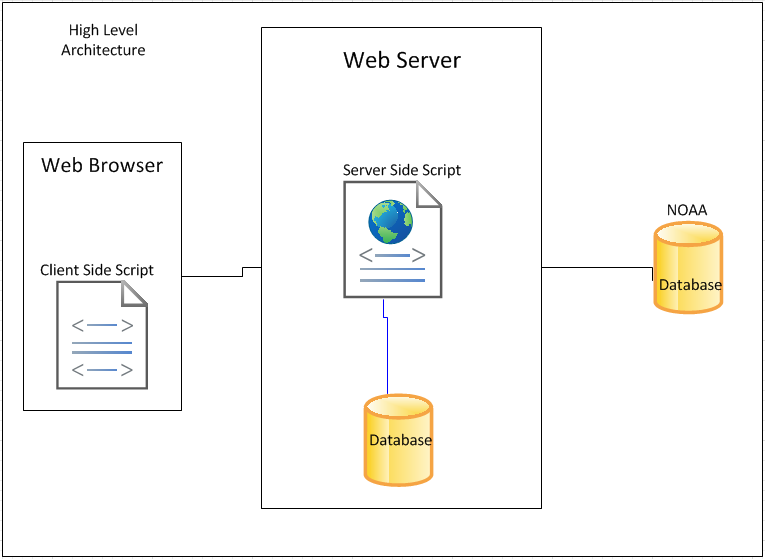 High Level
Architecture
Web Server
Web Browser
Server Side Script
NOAA
Client Side Script
Database
Database